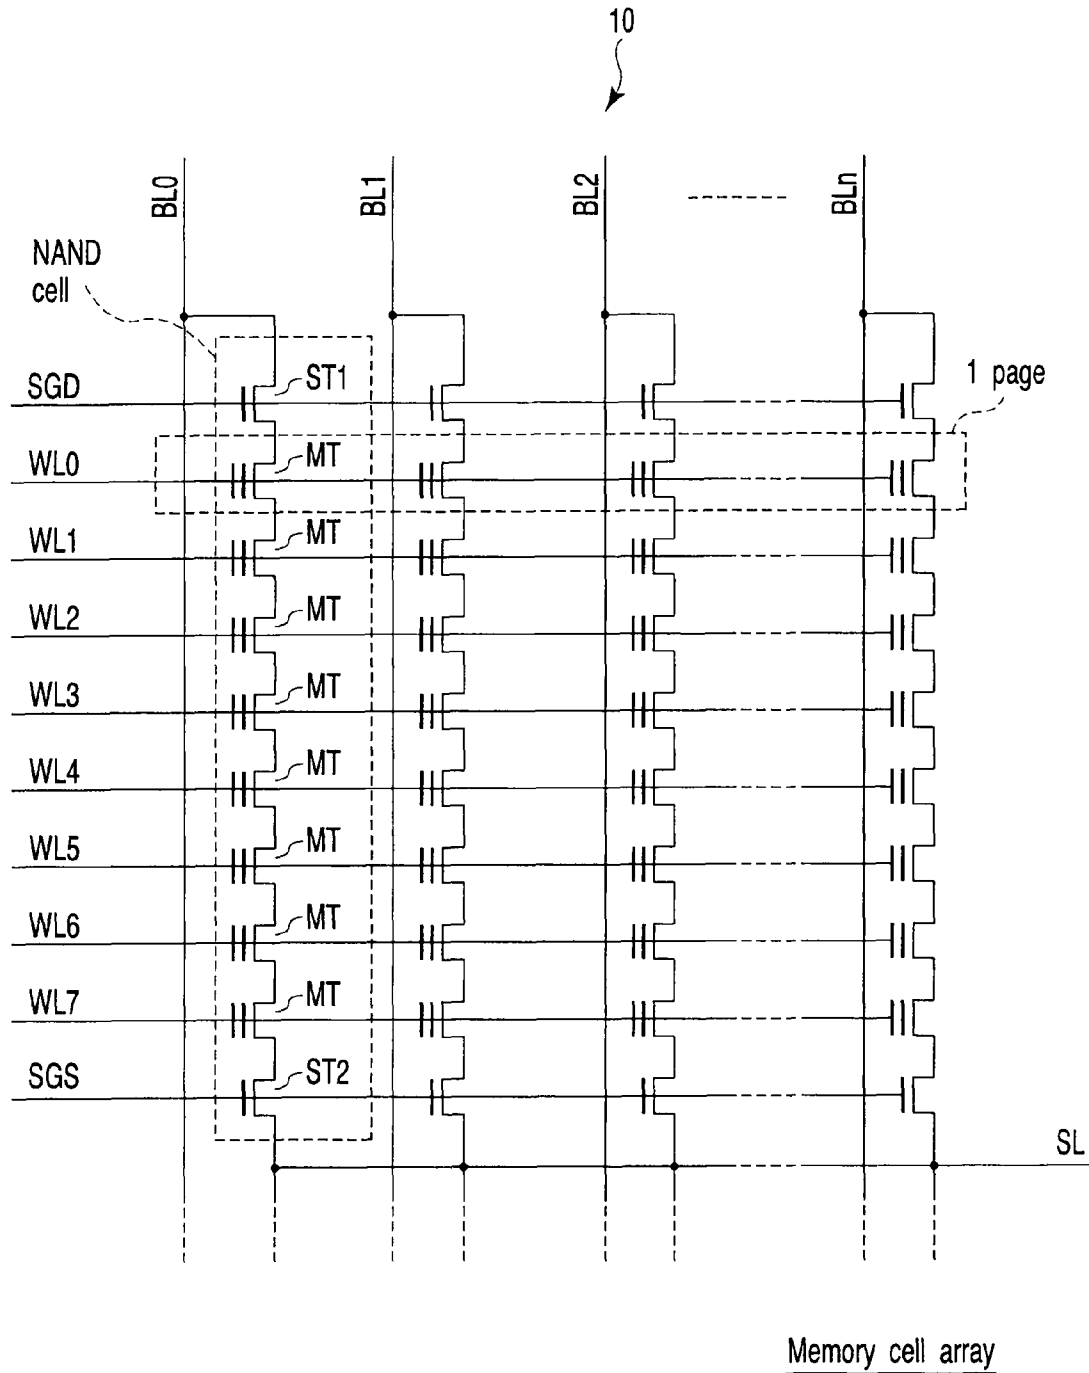 10
BL0
BL1
BL2
BLn
NAND
cell
SGD
ST1
1 page
WL0
MT
WL1
MT
WL2
MT
WL3
MT
WL4
MT
WL5
MT
WL6
MT
WL7
MT
SGS
ST2
SL
Memory cell array